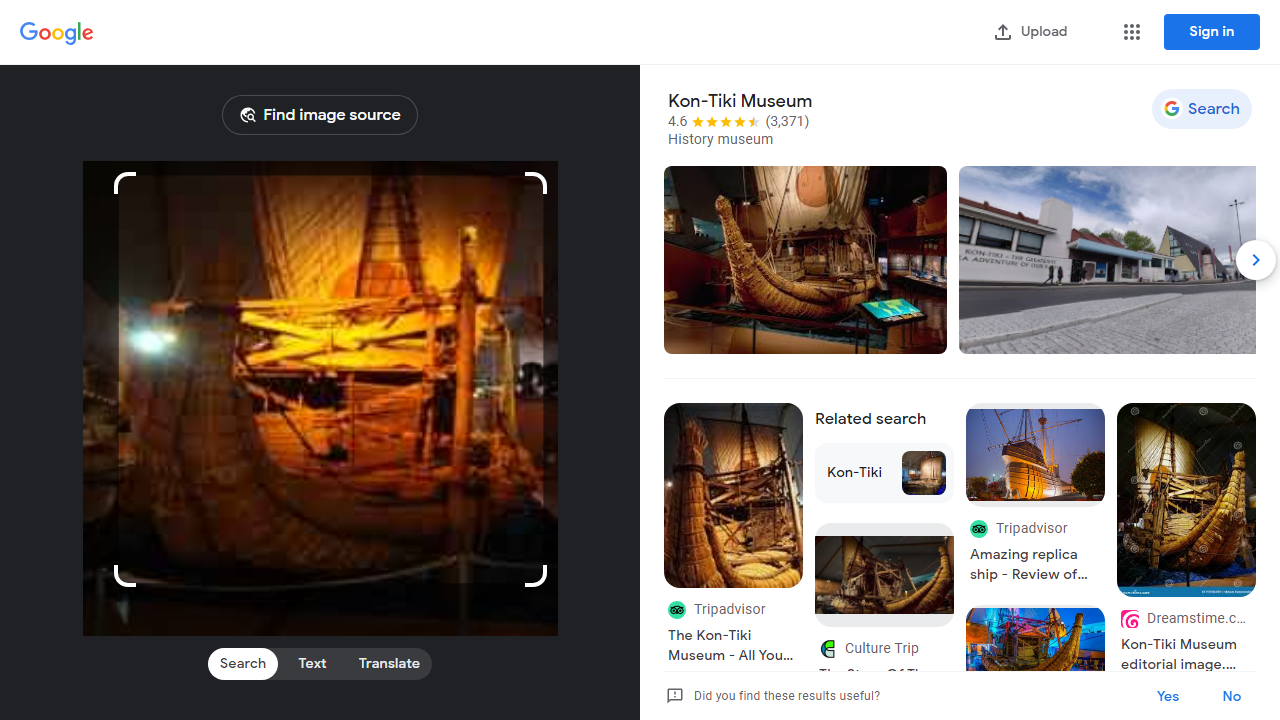 Google
Upload
Sign in
Find image source
Search
Text
Translate
Kon-Tiki Museum
4.6 (3,371)
History museum
Search
KON-TIKI – THE GREATEST
SEA ADVENTURE OF OUR
Tripadvisor
The Kon-Tiki
Museum - All You...
Related search
Kon-Tiki
Culture Trip
Tripadvisor
Amazing replica
ship - Review of...
Dreamstime.c...
Kon-Tiki Museum
editorial image....
Did you find these results useful?
Yes
No